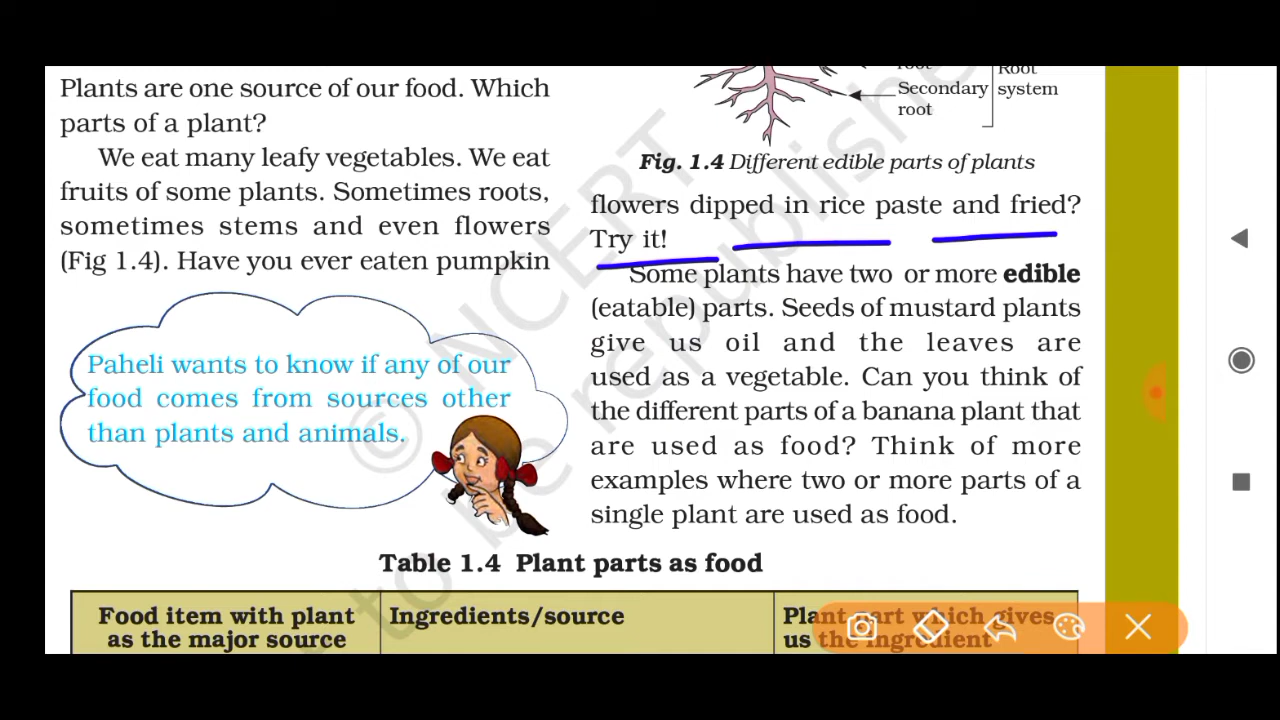 Plants are one source of our food. Which
parts of a plant?
We eat many leafy vegetables. We eat
fruits of some plants. Sometimes roots,
sometimes stems and even flowers
(Fig 1.4). Have you ever eaten pumpkin
Paheli wants to know if any of our
food comes from sources other
than plants and animals.
root
Secondary
root
Root
system
Fig. 1.4 Different edible parts of plants
flowers dipped in rice paste and fried?
Try it!
Some plants have two or more edible
(eatable) parts. Seeds of mustard plants
give us oil and the leaves are
used as a vegetable. Can you think of
the different parts of a banana plant that
are used as food? Think of more
examples where two or more parts of a
single plant are used as food.
Table 1.4 Plant parts as food
Food item with plant
as the major source
Ingredients/source
Plant part which gives
us the ingredient
© NCERT
to be republished